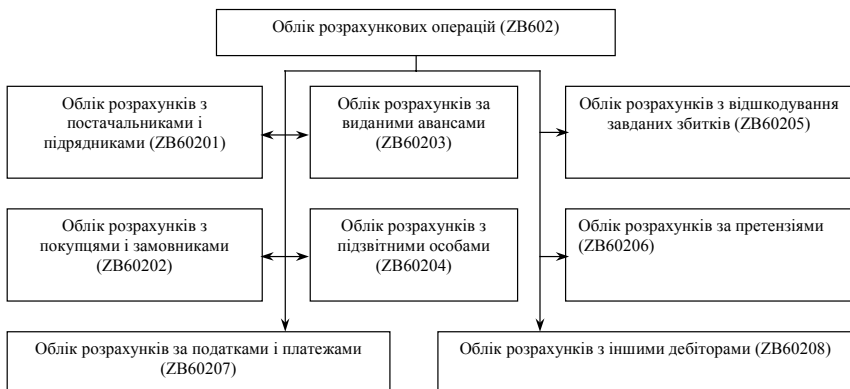 Облік розрахункових операцій (ZB602)
Облік розрахунків з
постачальниками і
підрядниками (ZB60201)
Облік розрахунків за
виданими авансами
(ZB60203)
Облік розрахунків з відшкодування
завданих збитків (ZB60205)
Облік розрахунків з
покупцями і замовниками
(ZB60202)
Облік розрахунків з
підзвітними особами
(ZB60204)
Облік розрахунків за претензіями
(ZB60206)
Облік розрахунків за податками і платежами
(ZB60207)
Облік розрахунків з іншими дебіторами (ZB60208)